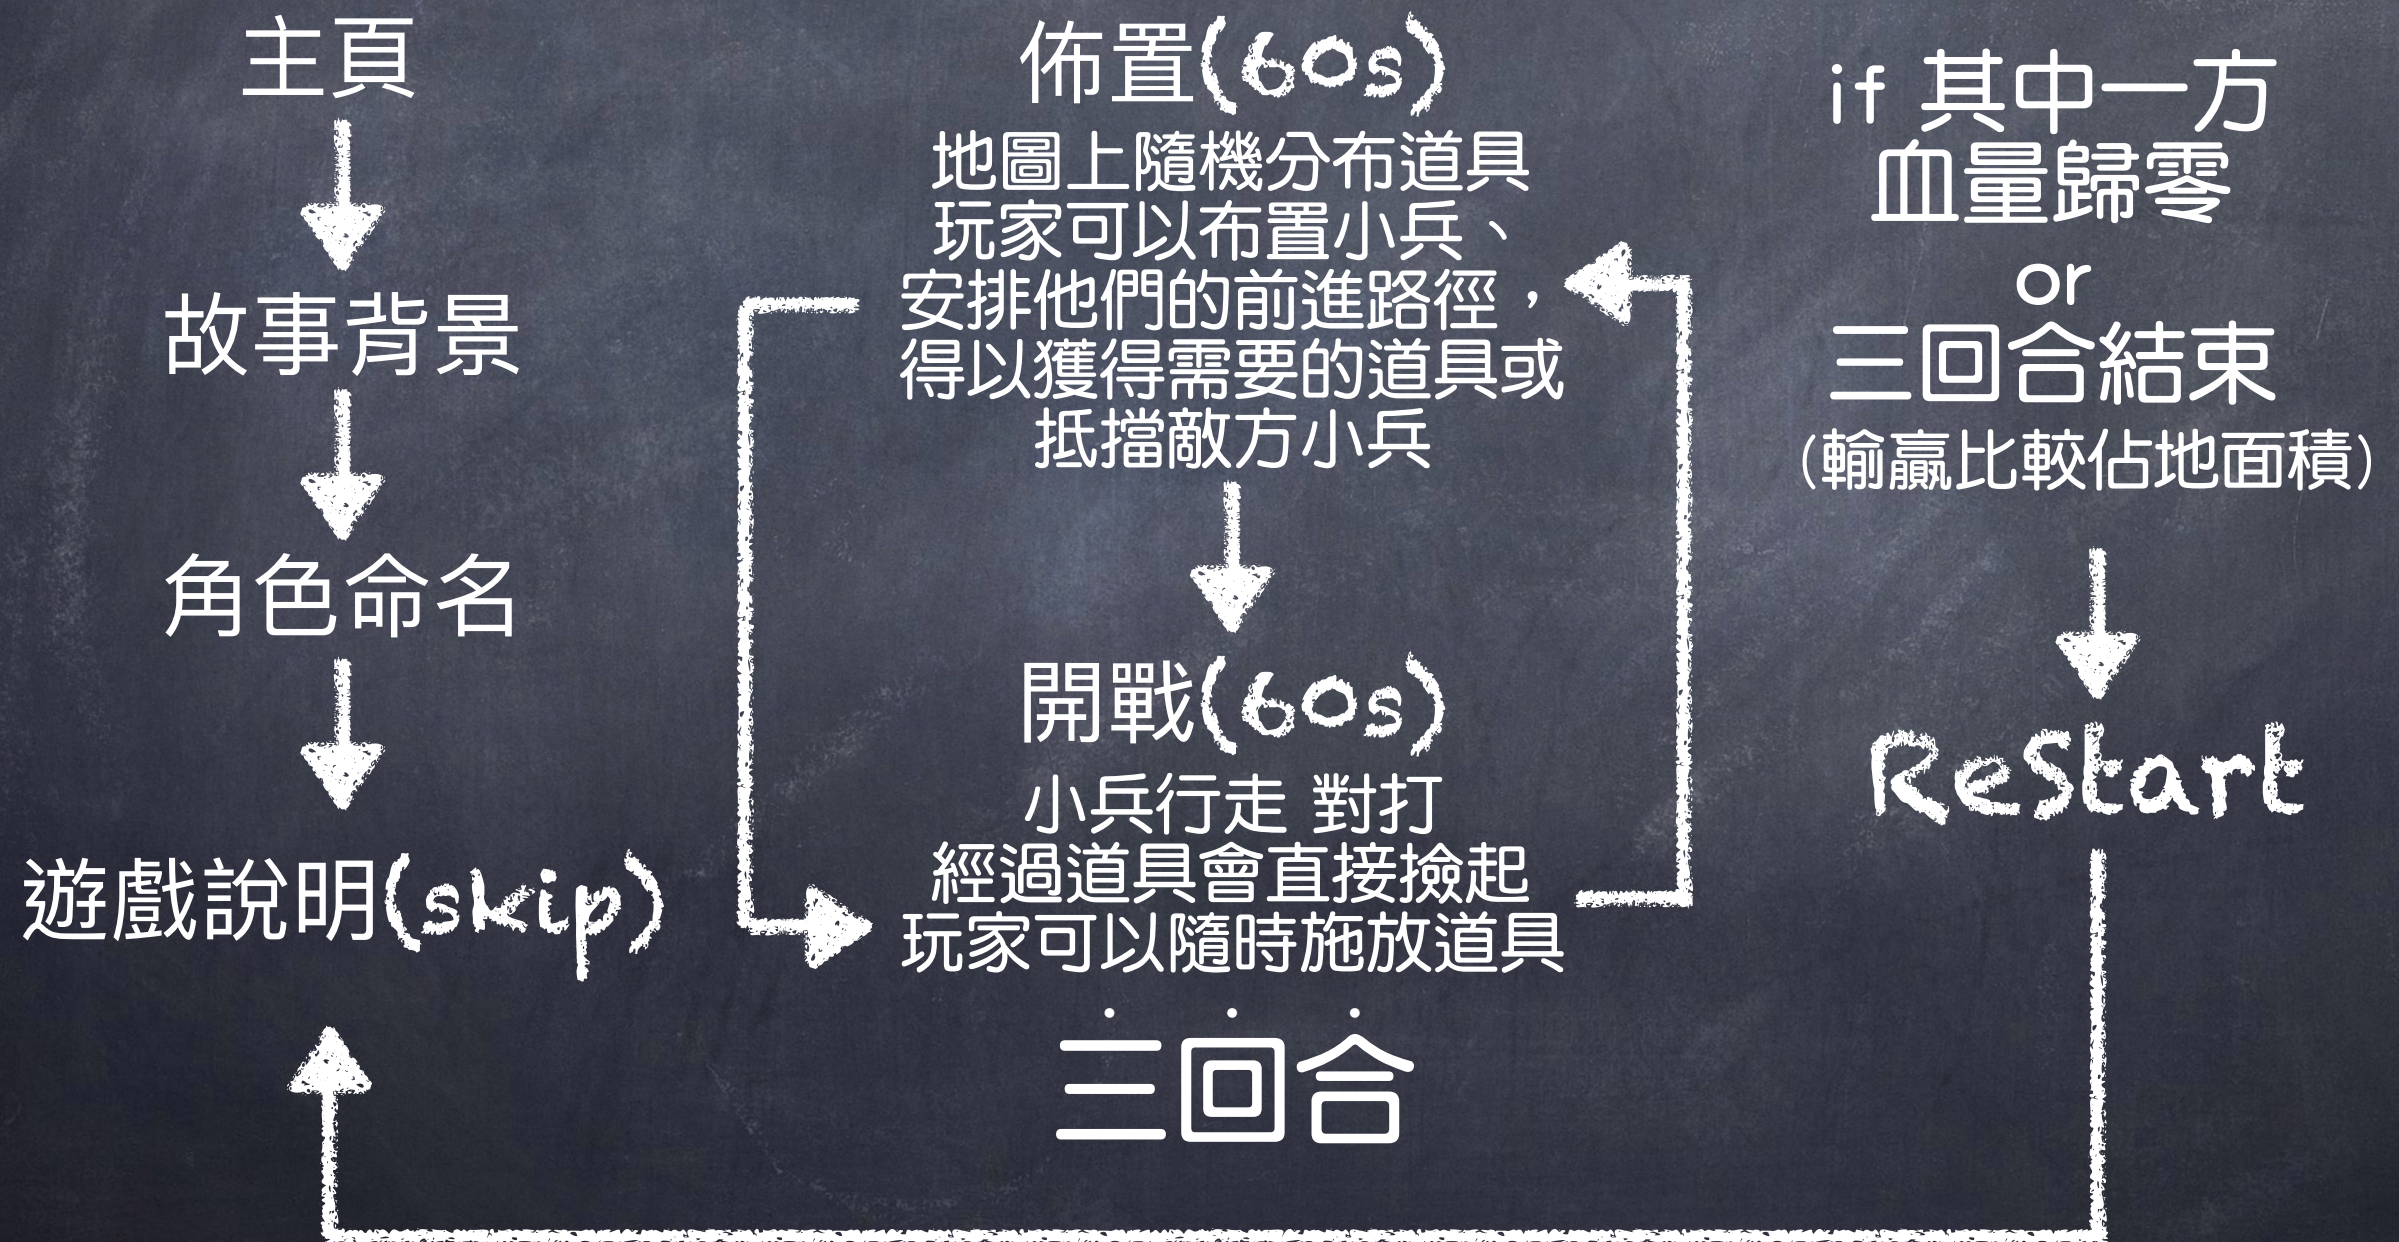 主頁
故事背景
角色命名
遊戲說明(skip)
佈置(60s)
地圖上隨機分布道具
玩家可以布置小兵、
安排他們的前進路徑，
得以獲得需要的道具或
抵擋敵方小兵
開戰(60s)
小兵行走 對打
經過道具會直接撿起
玩家可以隨時施放道具
· · ·
三回合
if 其中一方
血量歸零
or
三回合結束
(輸贏比較佔地面積)
ReStart